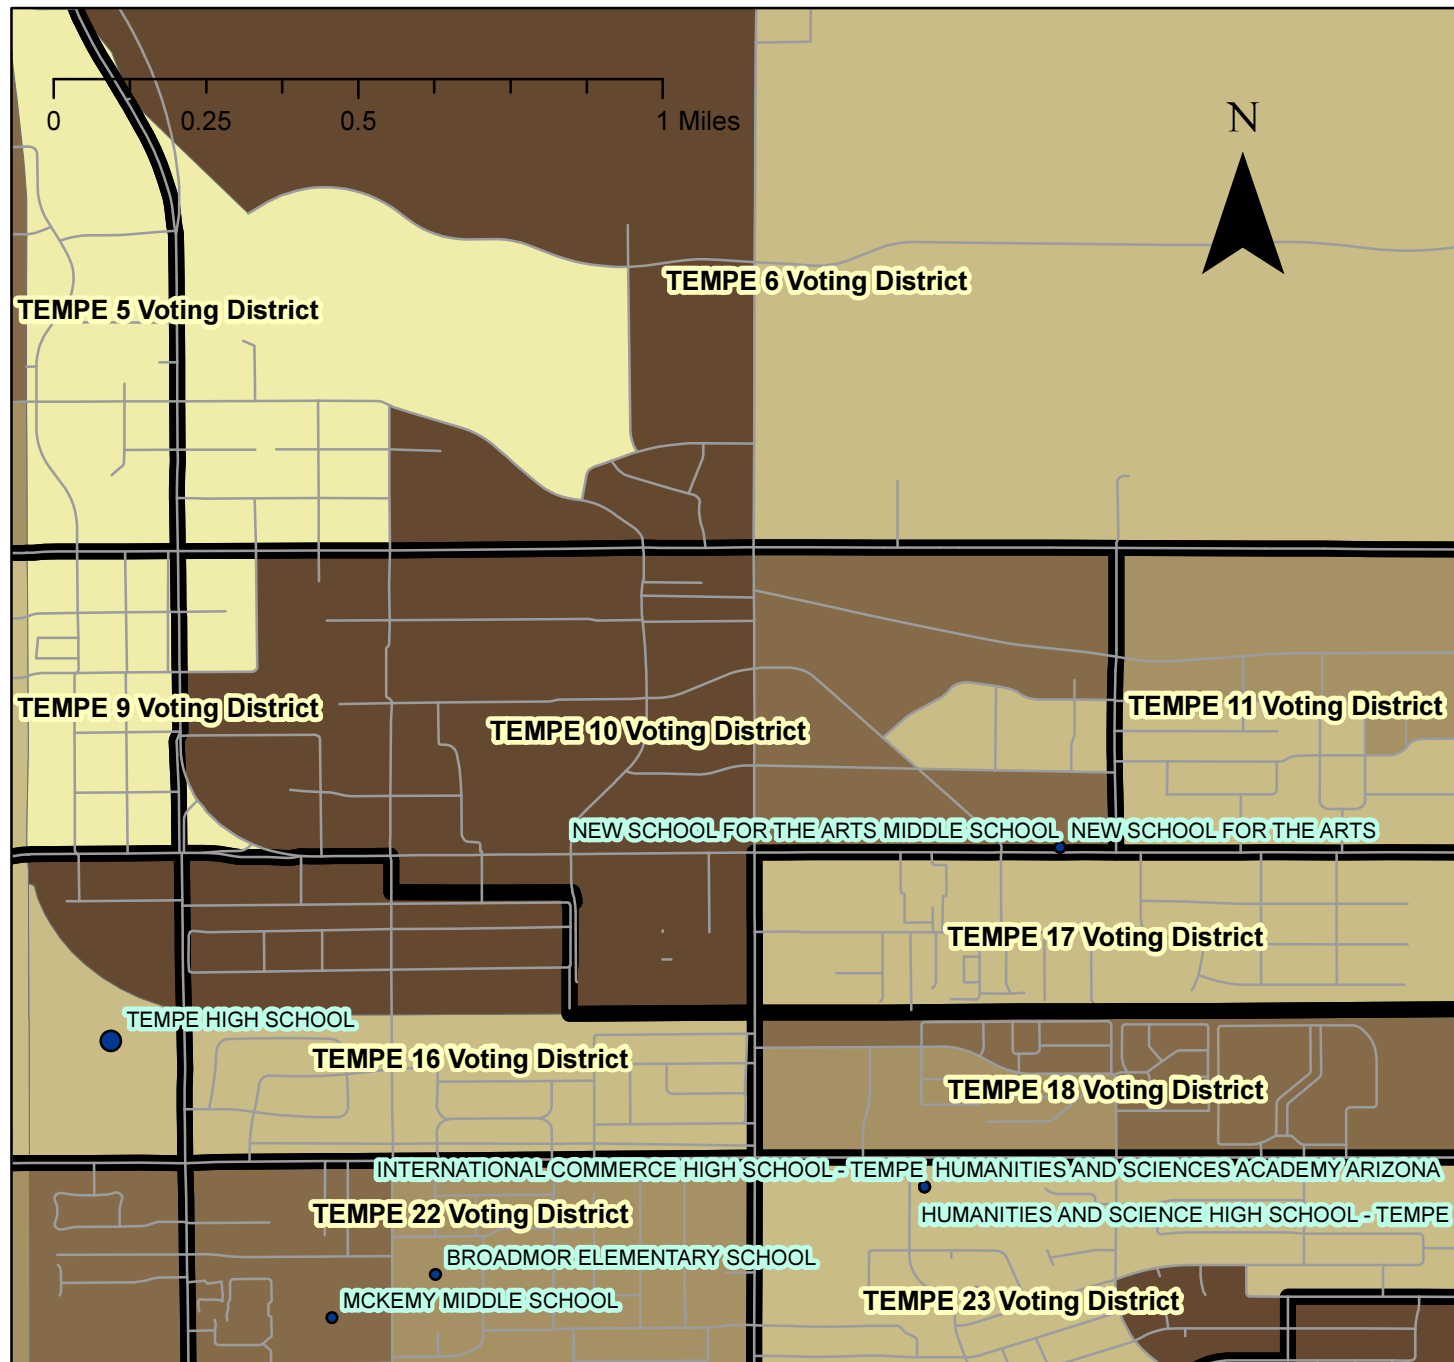 N
0 0.25 0.5 1 Miles
TEMPE 6 Voting District
TEMPE 5 Voting District
TEMPE 9 Voting District
TEMPE 11 Voting District
TEMPE 10 Voting District
NEW SCHOOL FOR THE ARTS MIDDLE SCHOOL
NEW SCHOOL FOR THE ARTS
TEMPE 17 Voting District
TEMPE HIGH SCHOOL
TEMPE 16 Voting District
TEMPE 18 Voting District
INTERNATIONAL COMMERCE HIGH SCHOOL - TEMPE
HUMANITIES AND SCIENCES ACADEMY ARIZONA
TEMPE 22 Voting District
HUMANITIES AND SCIENCE HIGH SCHOOL - TEMPE
BROADMOR ELEMENTARY SCHOOL
MCKEMY MIDDLE SCHOOL
TEMPE 23 Voting District